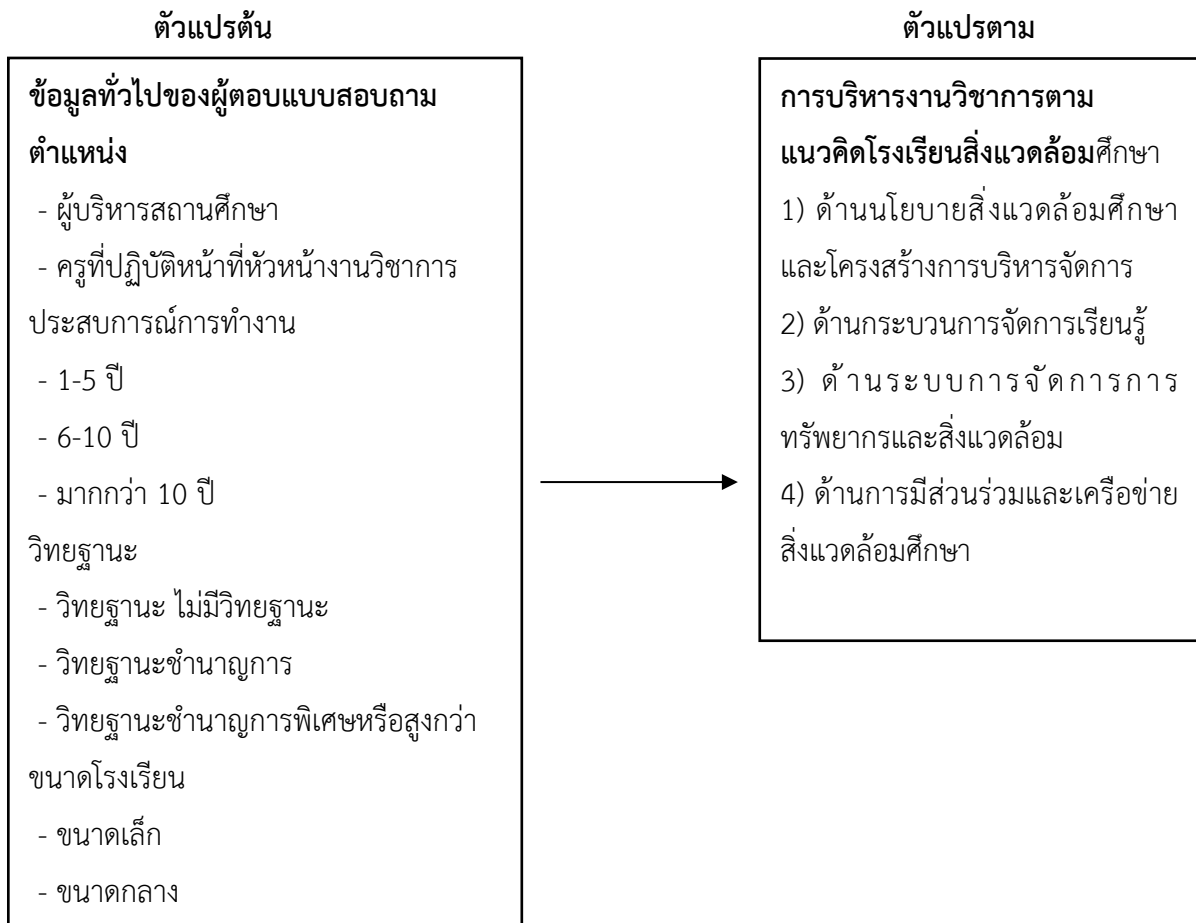 ตัวแปรต้น
ข้อมูลทั่วไปของผู้ตอบแบบสอบถาม
ตำแหน่ง
- ผู้บริหารสถานศึกษา
- ครูที่ปฏิบัติหน้าที่หัวหน้างานวิชาการ
ประสบการณ์การทำงาน
- 1-5 ปี
- 6-10 ปี
- มากกว่า 10 ปี
วิทยฐานะ
- วิทยฐานะ ไม่มีวิทยฐานะ
- วิทยฐานะชำนาญการ
- วิทยฐานะชำนาญการพิเศษหรือสูงกว่า
ขนาดโรงเรียน
- ขนาดเล็ก
- ขนาดกลาง
ตัวแปรตาม
การบริหารงานวิชาการตาม
แนวคิดโรงเรียนสิ่งแวดล้อมศึกษา
1) ด้านนโยบายสิ่งแวดล้อมศึกษา
และโครงสร้างการบริหารจัดการ
2) ด้านกระบวนการจัดการเรียนรู้
3) ด้านระบบการจัดการการ
ทรัพยากรและสิ่งแวดล้อม
4) ด้านการมีส่วนร่วมและเครือข่าย
สิ่งแวดล้อมศึกษา